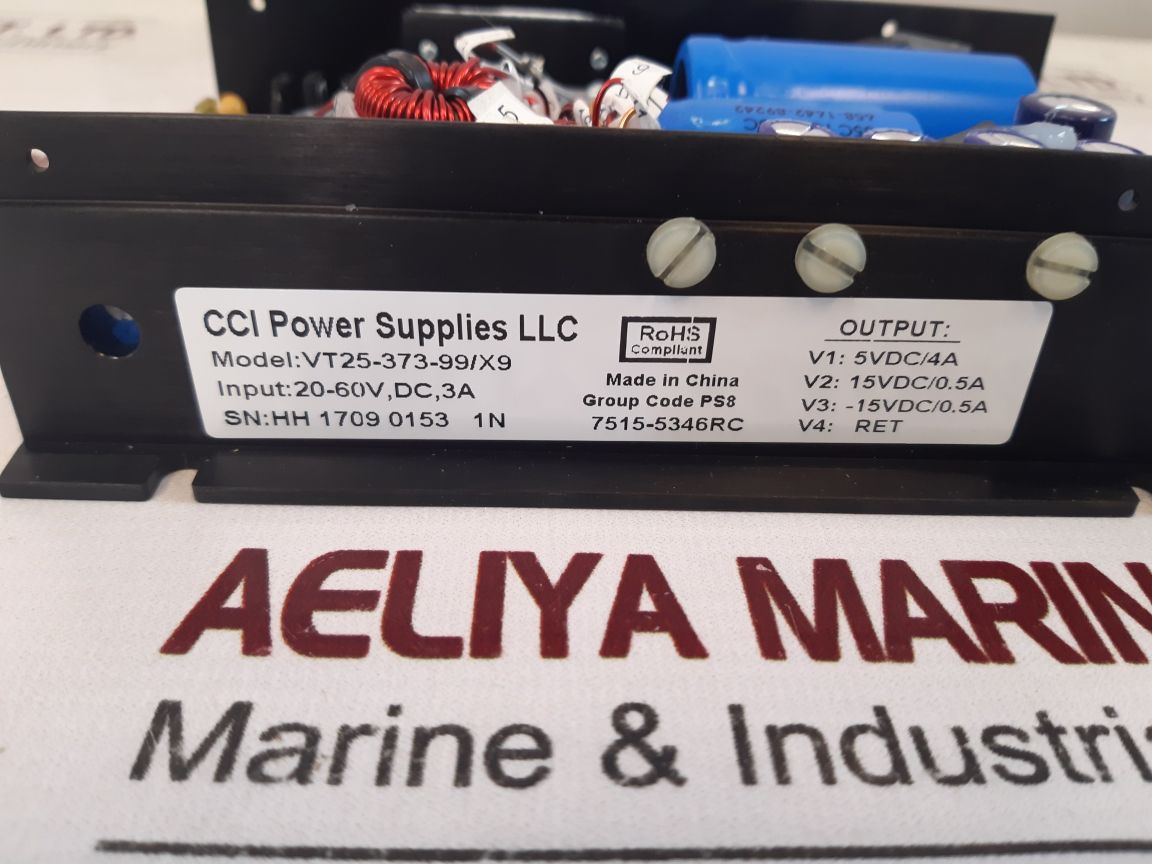 5
CCI Power Supplies LLC
Model:VT25-373-99/X9
Input:20-60V,DC,3A
SN:HH 1709 0153 1N
RoHS
Compliant
Made in China
Group Code PS8
7515-5346RC
OUTPUT:
V1: 5VDC/4A
V2: 15VDC/0.5A
V3: -15VDC/0.5A
V4: RET
AELIYA MARIN
Marine & Industri